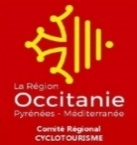 La Région
Occitanie
Pyrénées - Méditerranée
Comité Régional
CYCLOTOURISME